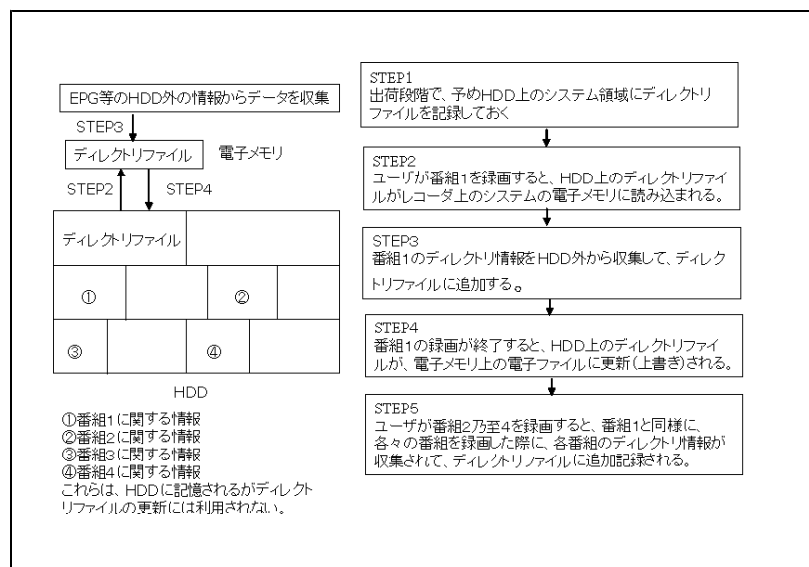 EPG等のHDD外の情報からデータを収集
STEP3
ディレクトリファイル
電子メモリ
STEP2
STEP4
ディレクトリファイル
①
②
③
④
HDD
①番組1に関する情報
②番組2に関する情報
③番組3に関する情報
④番組4に関する情報
これらは、HDDに記憶されるがディレクト
リファイルの更新には利用されない。
STEP1
出荷段階で、予めHDD上のシステム領域にディレクトリ
ファイルを記録しておく
STEP2
ユーザが番組1を録画すると、HDD上のディレクトリファイ
ルがレコーダ上のシステムの電子メモリに読み込まれる。
STEP3
番組1のディレクトリ情報をHDD外から収集して、ディレク
トリファイルに追加する。
STEP4
番組1の録画が終了すると、HDD上のディレクトリファイ
ルが、電子メモリ上の電子ファイルに更新(上書き)される。
STEP5
ユーザが番組2乃至4を録画すると、番組1と同様に、
各々の番組を録画した際に、各番組のディレクトリ情報が
収集されて、ディレクトリノァイルに追加記録される。